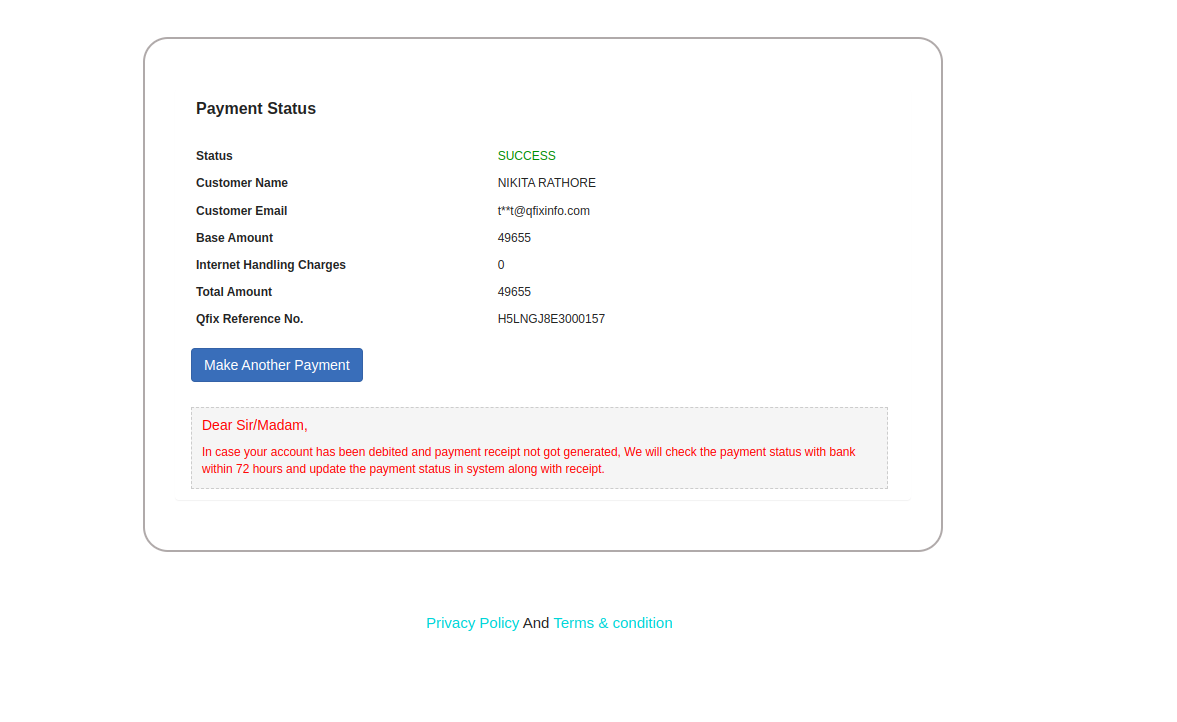 Payment Status
Status SUCCESS
Customer Name NIKITA RATHORE
Customer Email t**t@qfixinfo.com
Base Amount 49655
Internet Handling Charges 0
Total Amount 49655
Qfix Reference No. H5LNGJ8E3000157
Make Another Payment
Dear Sir/Madam,
In case your account has been debited and payment receipt not got generated, We will check the payment status with bank
within 72 hours and update the payment status in system along with receipt.
Privacy Policy And Terms & condition